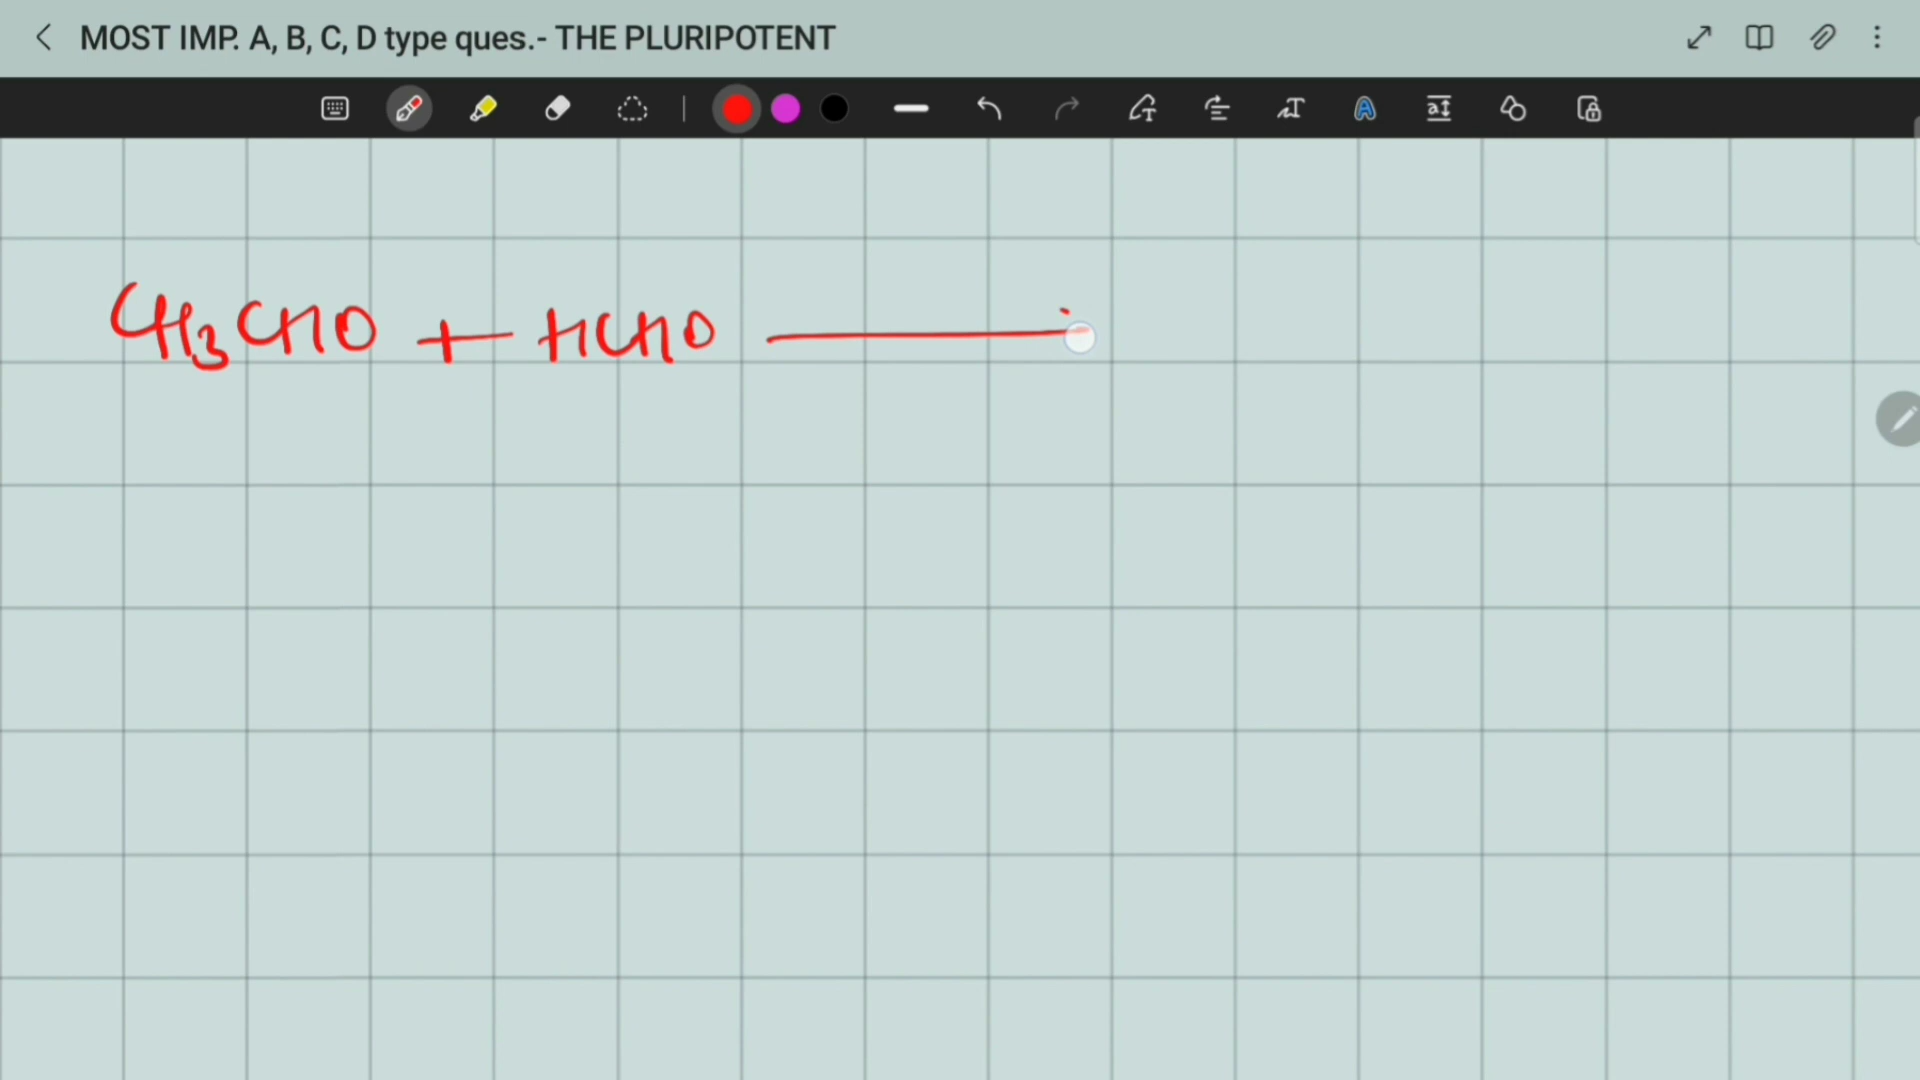 MOST IMP. A, B, C, D type ques.- THE PLURIPOTENT
CH3CHO + HCHO